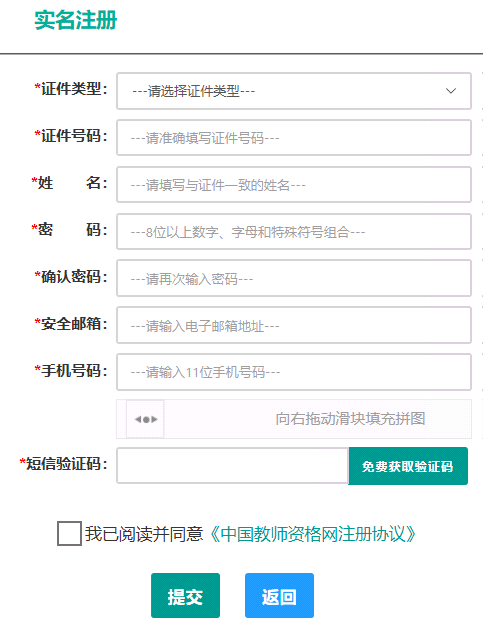 实名注册
*证件类型： ---请选择证件类型---
*证件号码： ---请准确填写证件号码---
*姓 名： ---请填写与证件一致的姓名---
*密 码： ---8位以上数字、字母和特殊符号组合---
*确认密码： ---请再次输入密码---
*安全邮箱： ---请输入电子邮箱地址---
*手机号码： ---请输入11位手机号码---
向右拖动滑块填充拼图
*短信验证码： 免费获取验证码
我已阅读并同意《中国教师资格网注册协议》
提交 返回